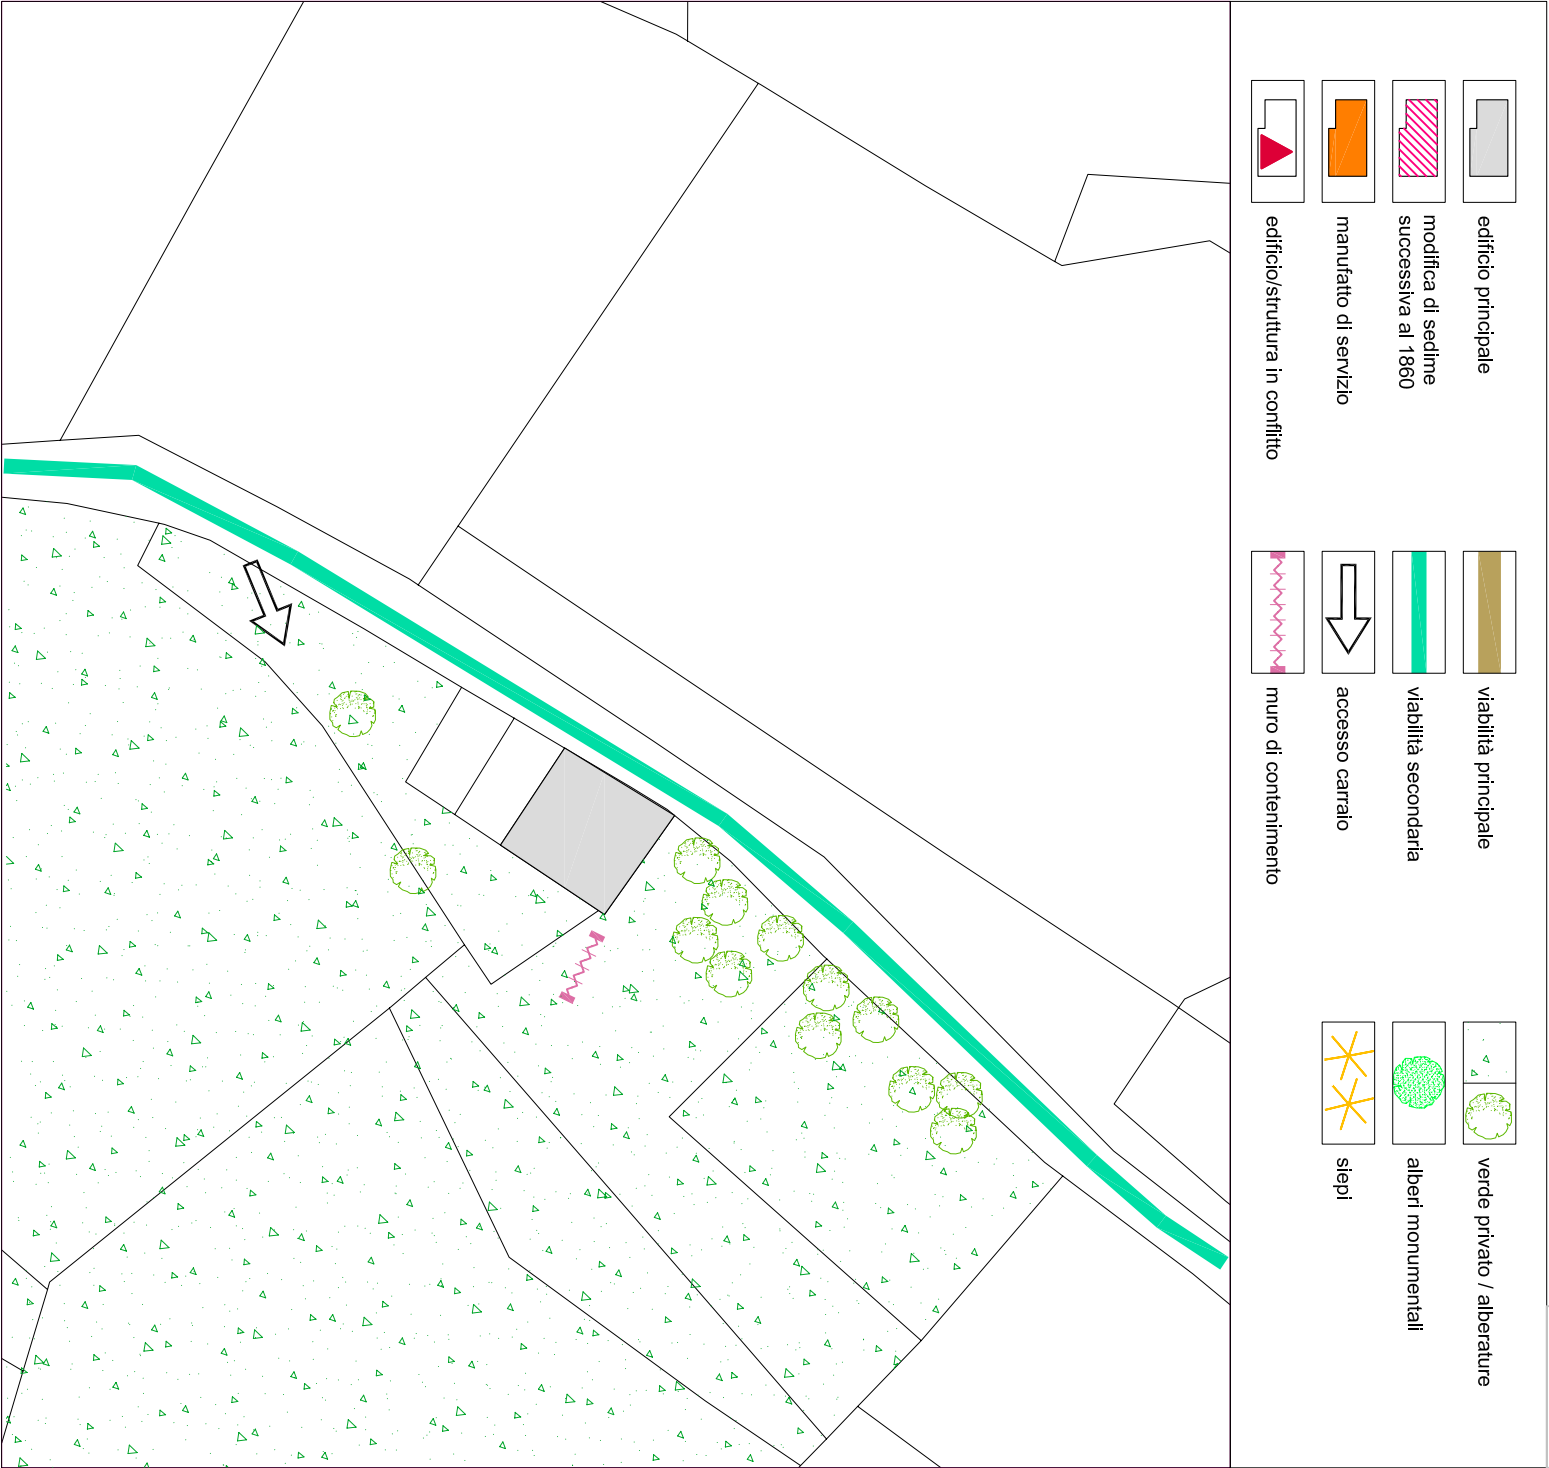 edificio principale
modifica di sedime
successiva al 1860
manufatto di servizio
edificio/struttura in conflitto
viabilità principale
viabilità secondaria
accesso carraio
muro di contenimento
verde privato / alberature
alberi monumentali
siepi